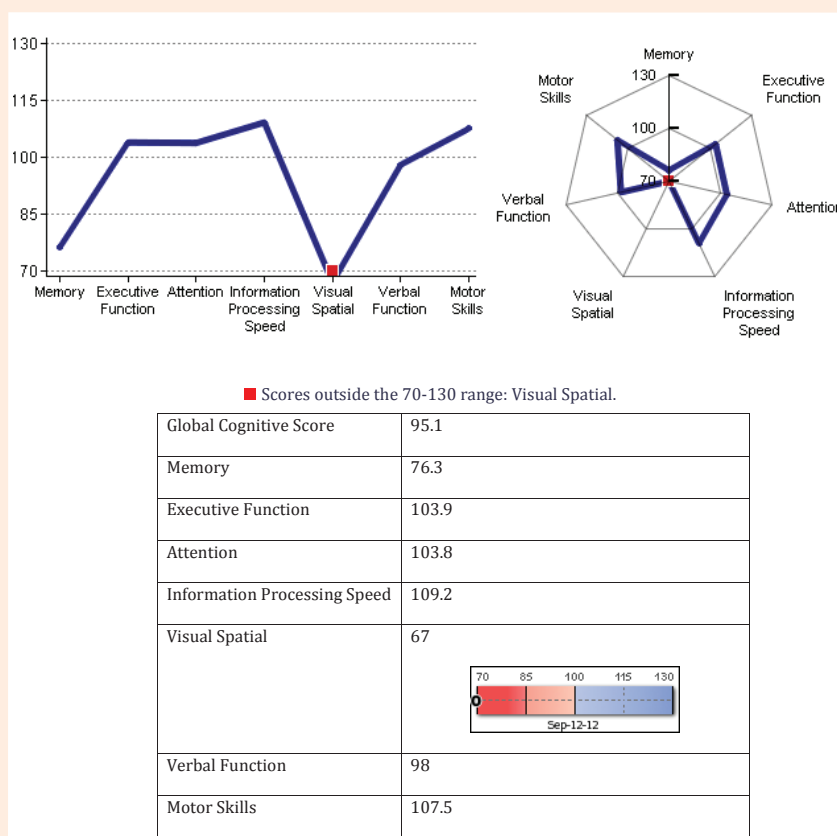 130
115
100
85
70
Memory Executive Attention Information Visual Verbal Motor
Function Processing Spatial Function Skills
Speed
Memory
130
Motor
Skills
Executive
Function
100
70
Verbal
Function
Attention
Visual
Spatial
Information
Processing
Speed
Scores outside the 70-130 range: Visual Spatial.
Global Cognitive Score 95.1
Memory 76.3
Executive Function 103.9
Attention 103.8
Information Processing Speed 109.2
Visual Spatial 67
70 85 100 115 130
Sep-12-12
Verbal Function 98
Motor Skills 107.5